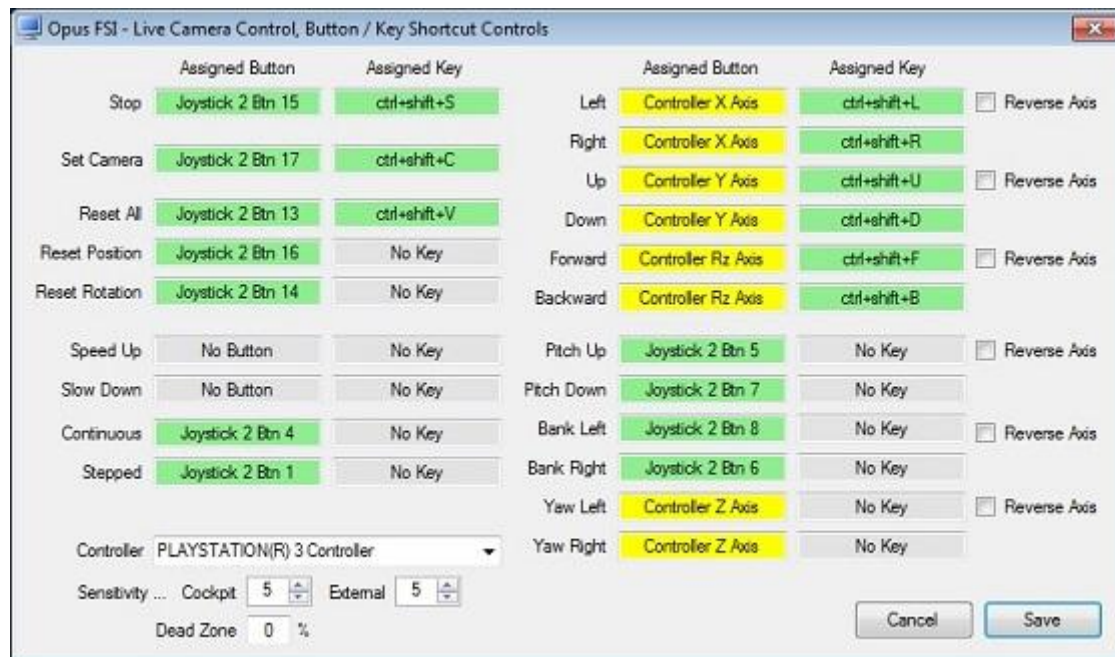 Opus FSI - Live Camera Control, Button / Key Shortcut Controls
Assigned Button Assigned Key
Stop Joystick 2 Btn 15 ctrl+shift+S
Set Camera Joystick 2 Btn 17 ctrl+shift+C
Reset All Joystick 2 Btn 13 ctrl+shift+V
Reset Position Joystick 2 Btn 16 No Key
Reset Rotation Joystick 2 Btn 14 No Key
Speed Up No Button No Key
Slow Down No Button No Key
Continuous Joystick 2 Btn 4 No Key
Stepped Joystick 2 Btn 1 No Key
Controller PLAYSTATION(R) 3 Controller
Sensitivity ... Cockpit 5 External 5
Dead Zone 0 %
Assigned Button Assigned Key
Left Controller X Axis ctrl+shift+L Reverse Axis
Right Controller X Axis ctrl+shift+R
Up Controller Y Axis ctrl+shift+U Reverse Axis
Down Controller Y Axis ctrl+shift+D
Forward Controller Rz Axis ctrl+shift+F Reverse Axis
Backward Controller Rz Axis ctrl+shift+B
Pitch Up Joystick 2 Btn 5 No Key Reverse Axis
Pitch Down Joystick 2 Btn 7 No Key
Bank Left Joystick 2 Btn 8 No Key Reverse Axis
Bank Right Joystick 2 Btn 6 No Key
Yaw Left Controller Z Axis No Key Reverse Axis
Yaw Right Controller Z Axis No Key
Cancel Save